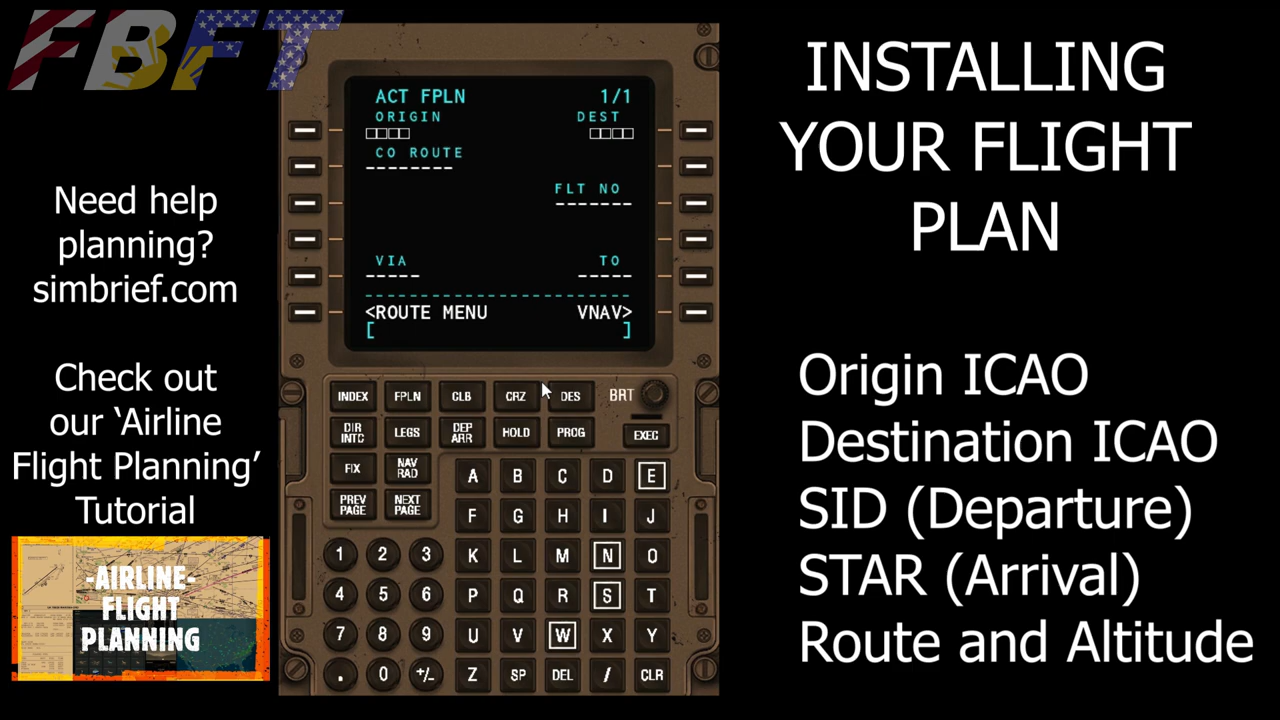 FBFT
INSTALLING
YOUR FLIGHT
PLAN
Need help
planning?
simbrief.com
Check out
our ‘Airline
Flight Planning’
Tutorial
-AIRLINE-
FLIGHT
PLANNING
ACT FPLN 1/1
ORIGIN DEST
□□□□ □□□□
CO ROUTE
--------
FLT NO
-------
VIA TO
----- -----
-----------------------
<ROUTE MENU VNAV>
[ ]
INDEX FPLN CLB CRZ DES BRT
DIR INTC LEGS DEP ARR HOLD PROG EXEC
FIX NAV RAD
PREV PAGE NEXT PAGE
A B C D E
F G H I J
1 2 3 K L M N O
4 5 6 P Q R S T
7 8 9 U V W X Y
. 0 +/- Z SP DEL / CLR
Origin ICAO
Destination ICAO
SID (Departure)
STAR (Arrival)
Route and Altitude